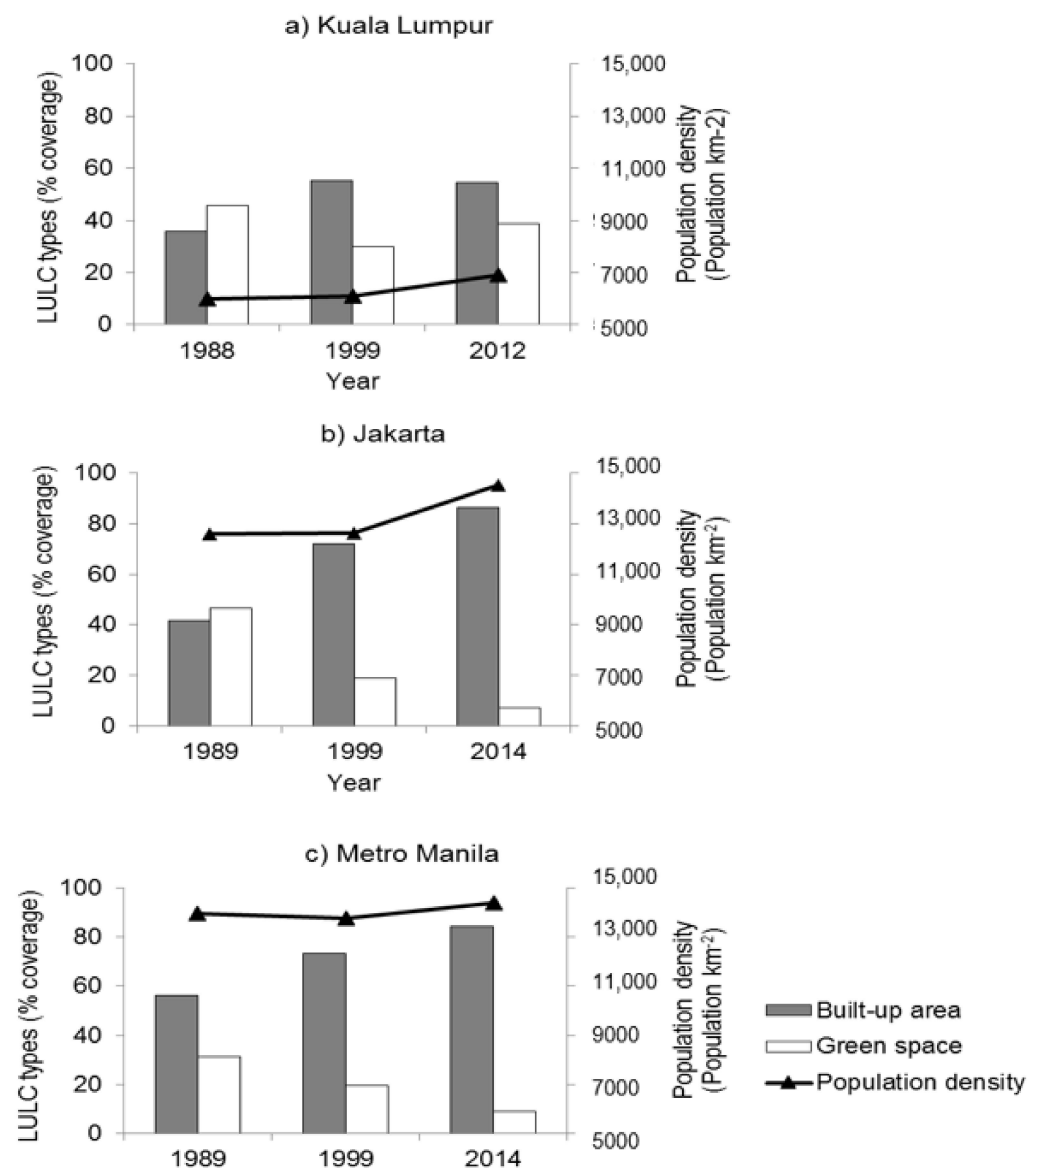 a) Kuala Lumpur
LULC types (% coverage)
100
80
60
40
20
0
15,000
13,000
11,000
9000
7000
5000
Population density
(Population km-2)
1988 1999 2012
Year
b) Jakarta
LULC types (% coverage)
100
80
60
40
20
0
15,000
13,000
11,000
9000
7000
5000
Population density
(Population km-2)
1989 1999 2014
Year
c) Metro Manila
LULC types (% coverage)
100
80
60
40
20
0
15,000
13,000
11,000
9000
7000
5000
Population density
(Population km-2)
1989 1999 2014
Built-up area
Green space
Population density